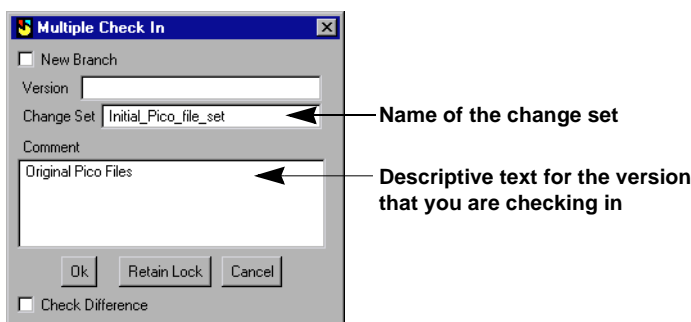 Multiple Check In
New Branch
Version
Change Set Initial_Pico_file_set
Name of the change set
Comment
Original Pico Files
Descriptive text for the version
that you are checking in
Ok Retain Lock Cancel
Check Difference